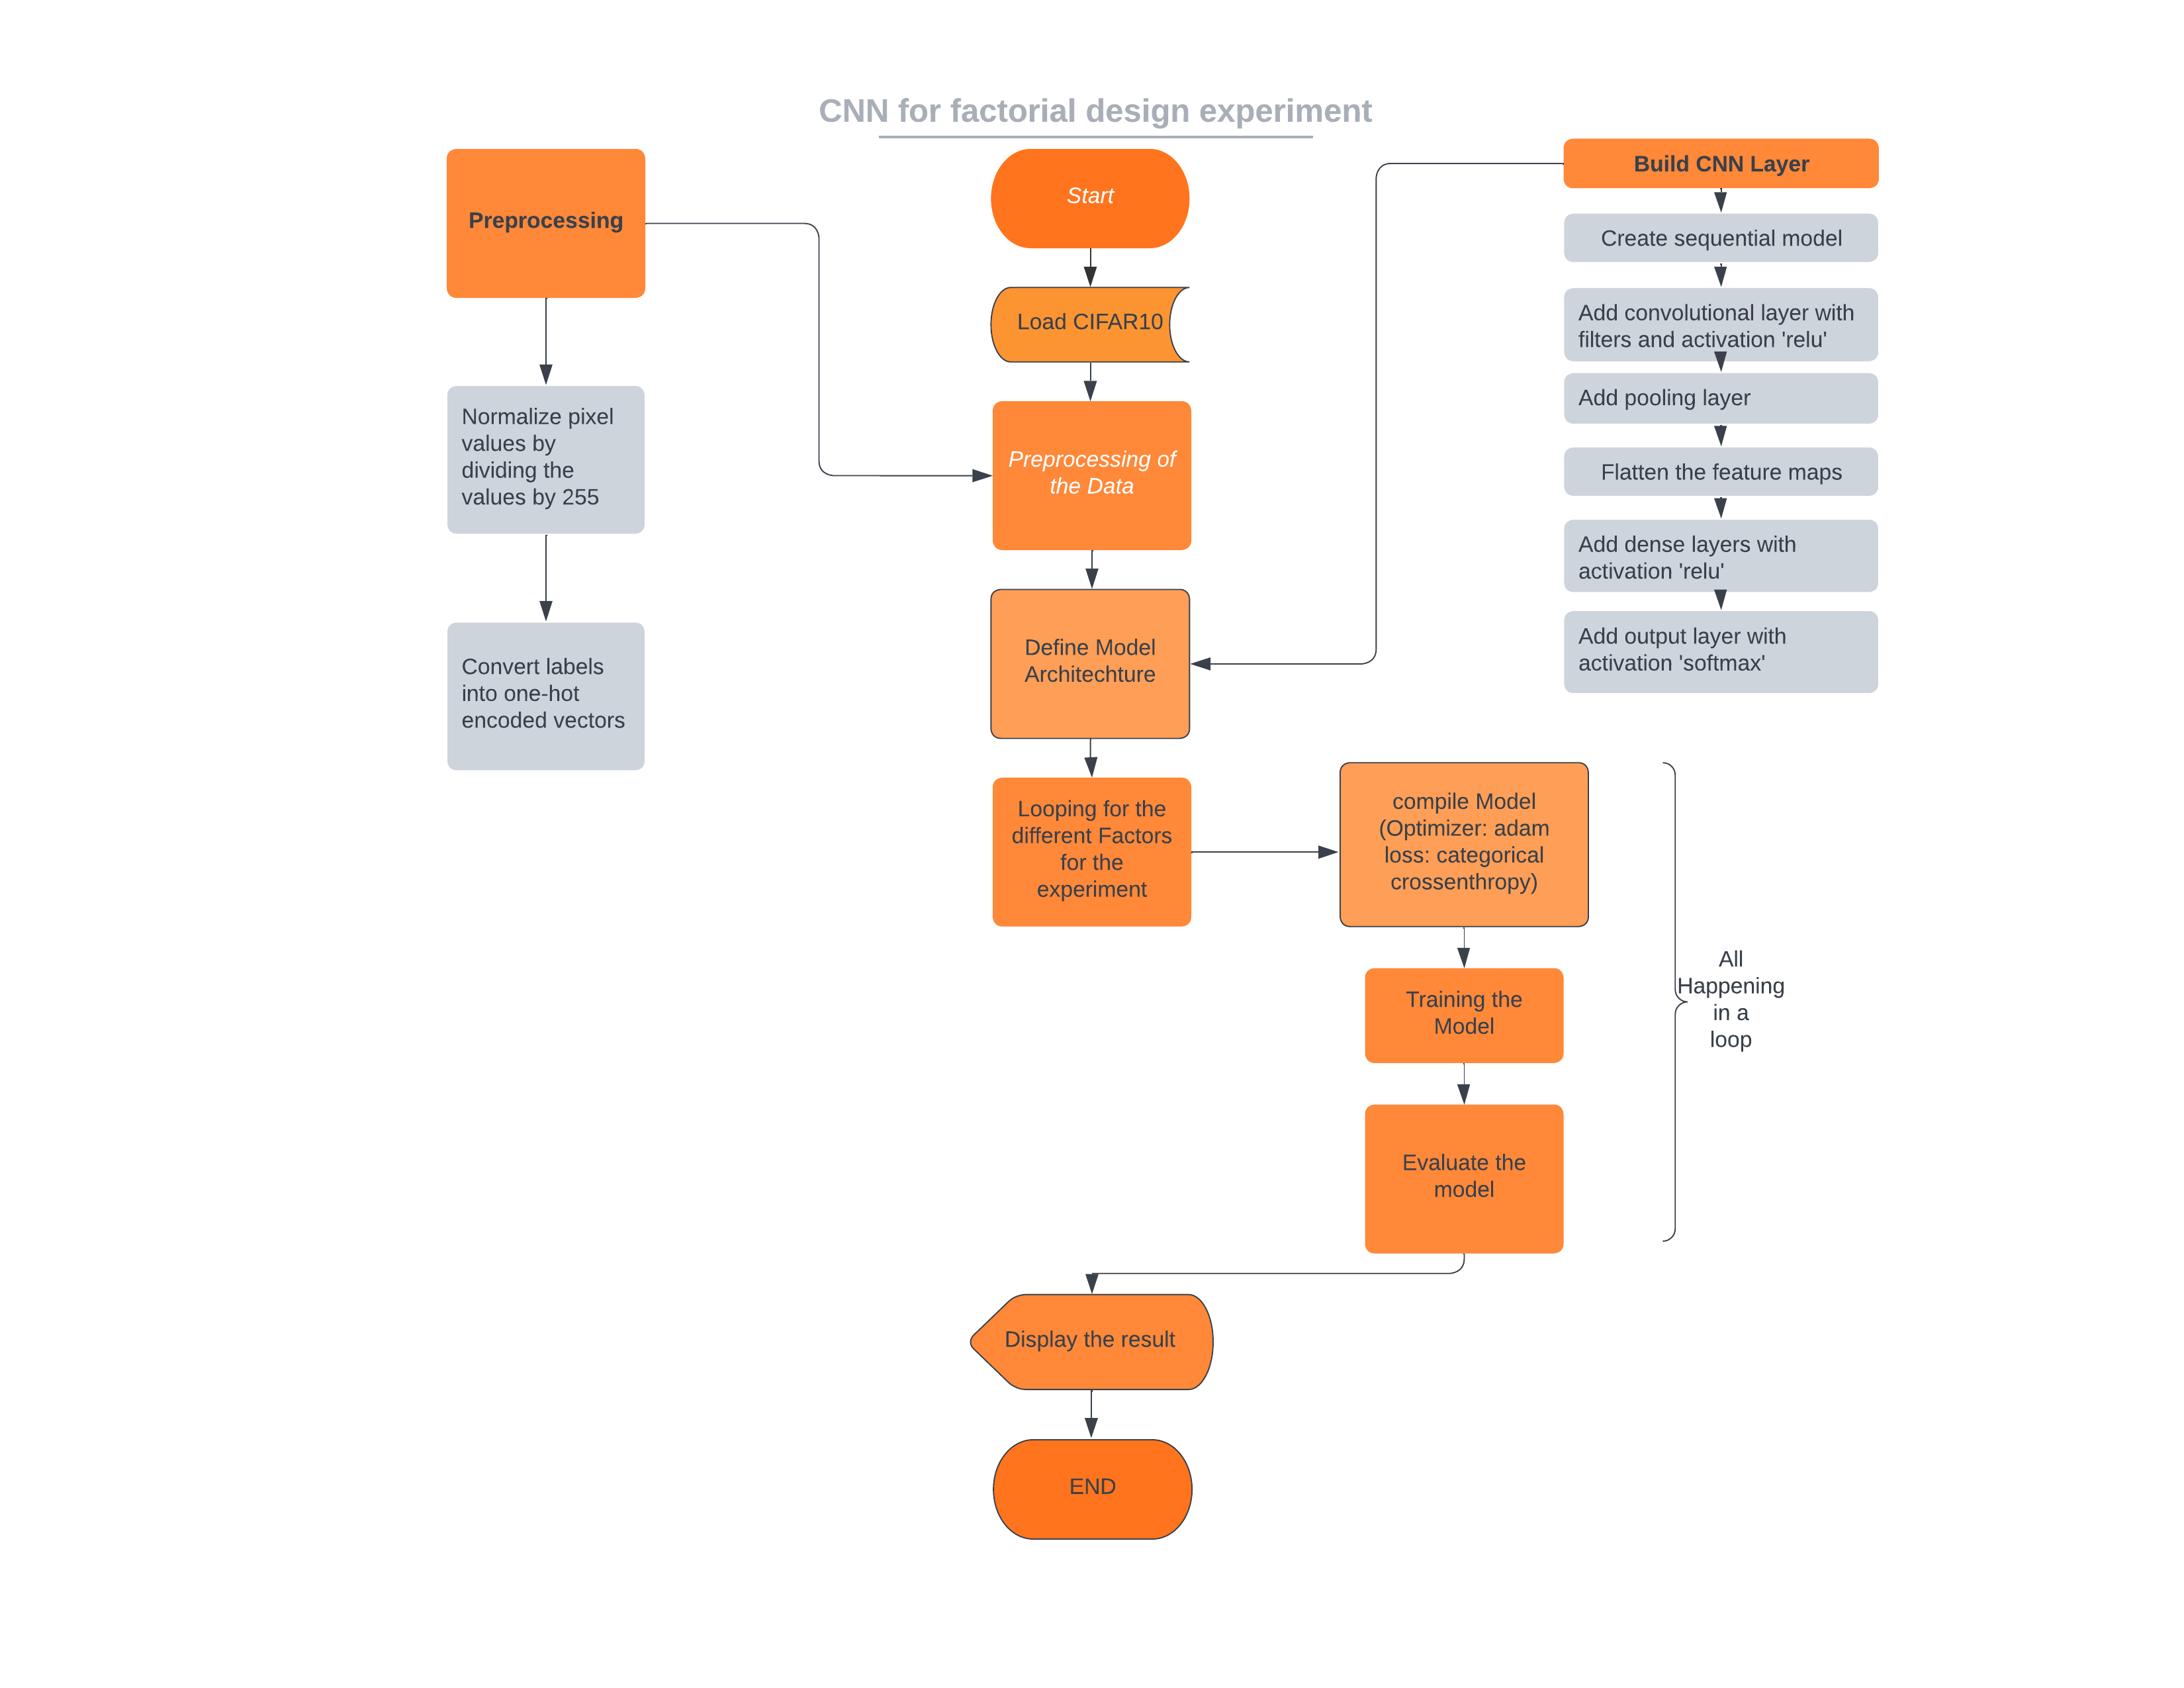 CNN for factorial design experiment
Preprocessing
Normalize pixel
values by
dividing the
values by 255
Convert labels
into one-hot
encoded vectors
Start
Load CIFAR10
Preprocessing of
the Data
Define Model
Architechture
Looping for the
different Factors
for the
experiment
Build CNN Layer
Create sequential model
Add convolutional layer with
filters and activation 'relu'
Add pooling layer
Flatten the feature maps
Add dense layers with
activation 'relu'
Add output layer with
activation 'softmax'
compile Model
(Optimizer: adam
loss: categorical
crossenthropy)
Training the
Model
Evaluate the
model
All
Happening
in a
loop
Display the result
END